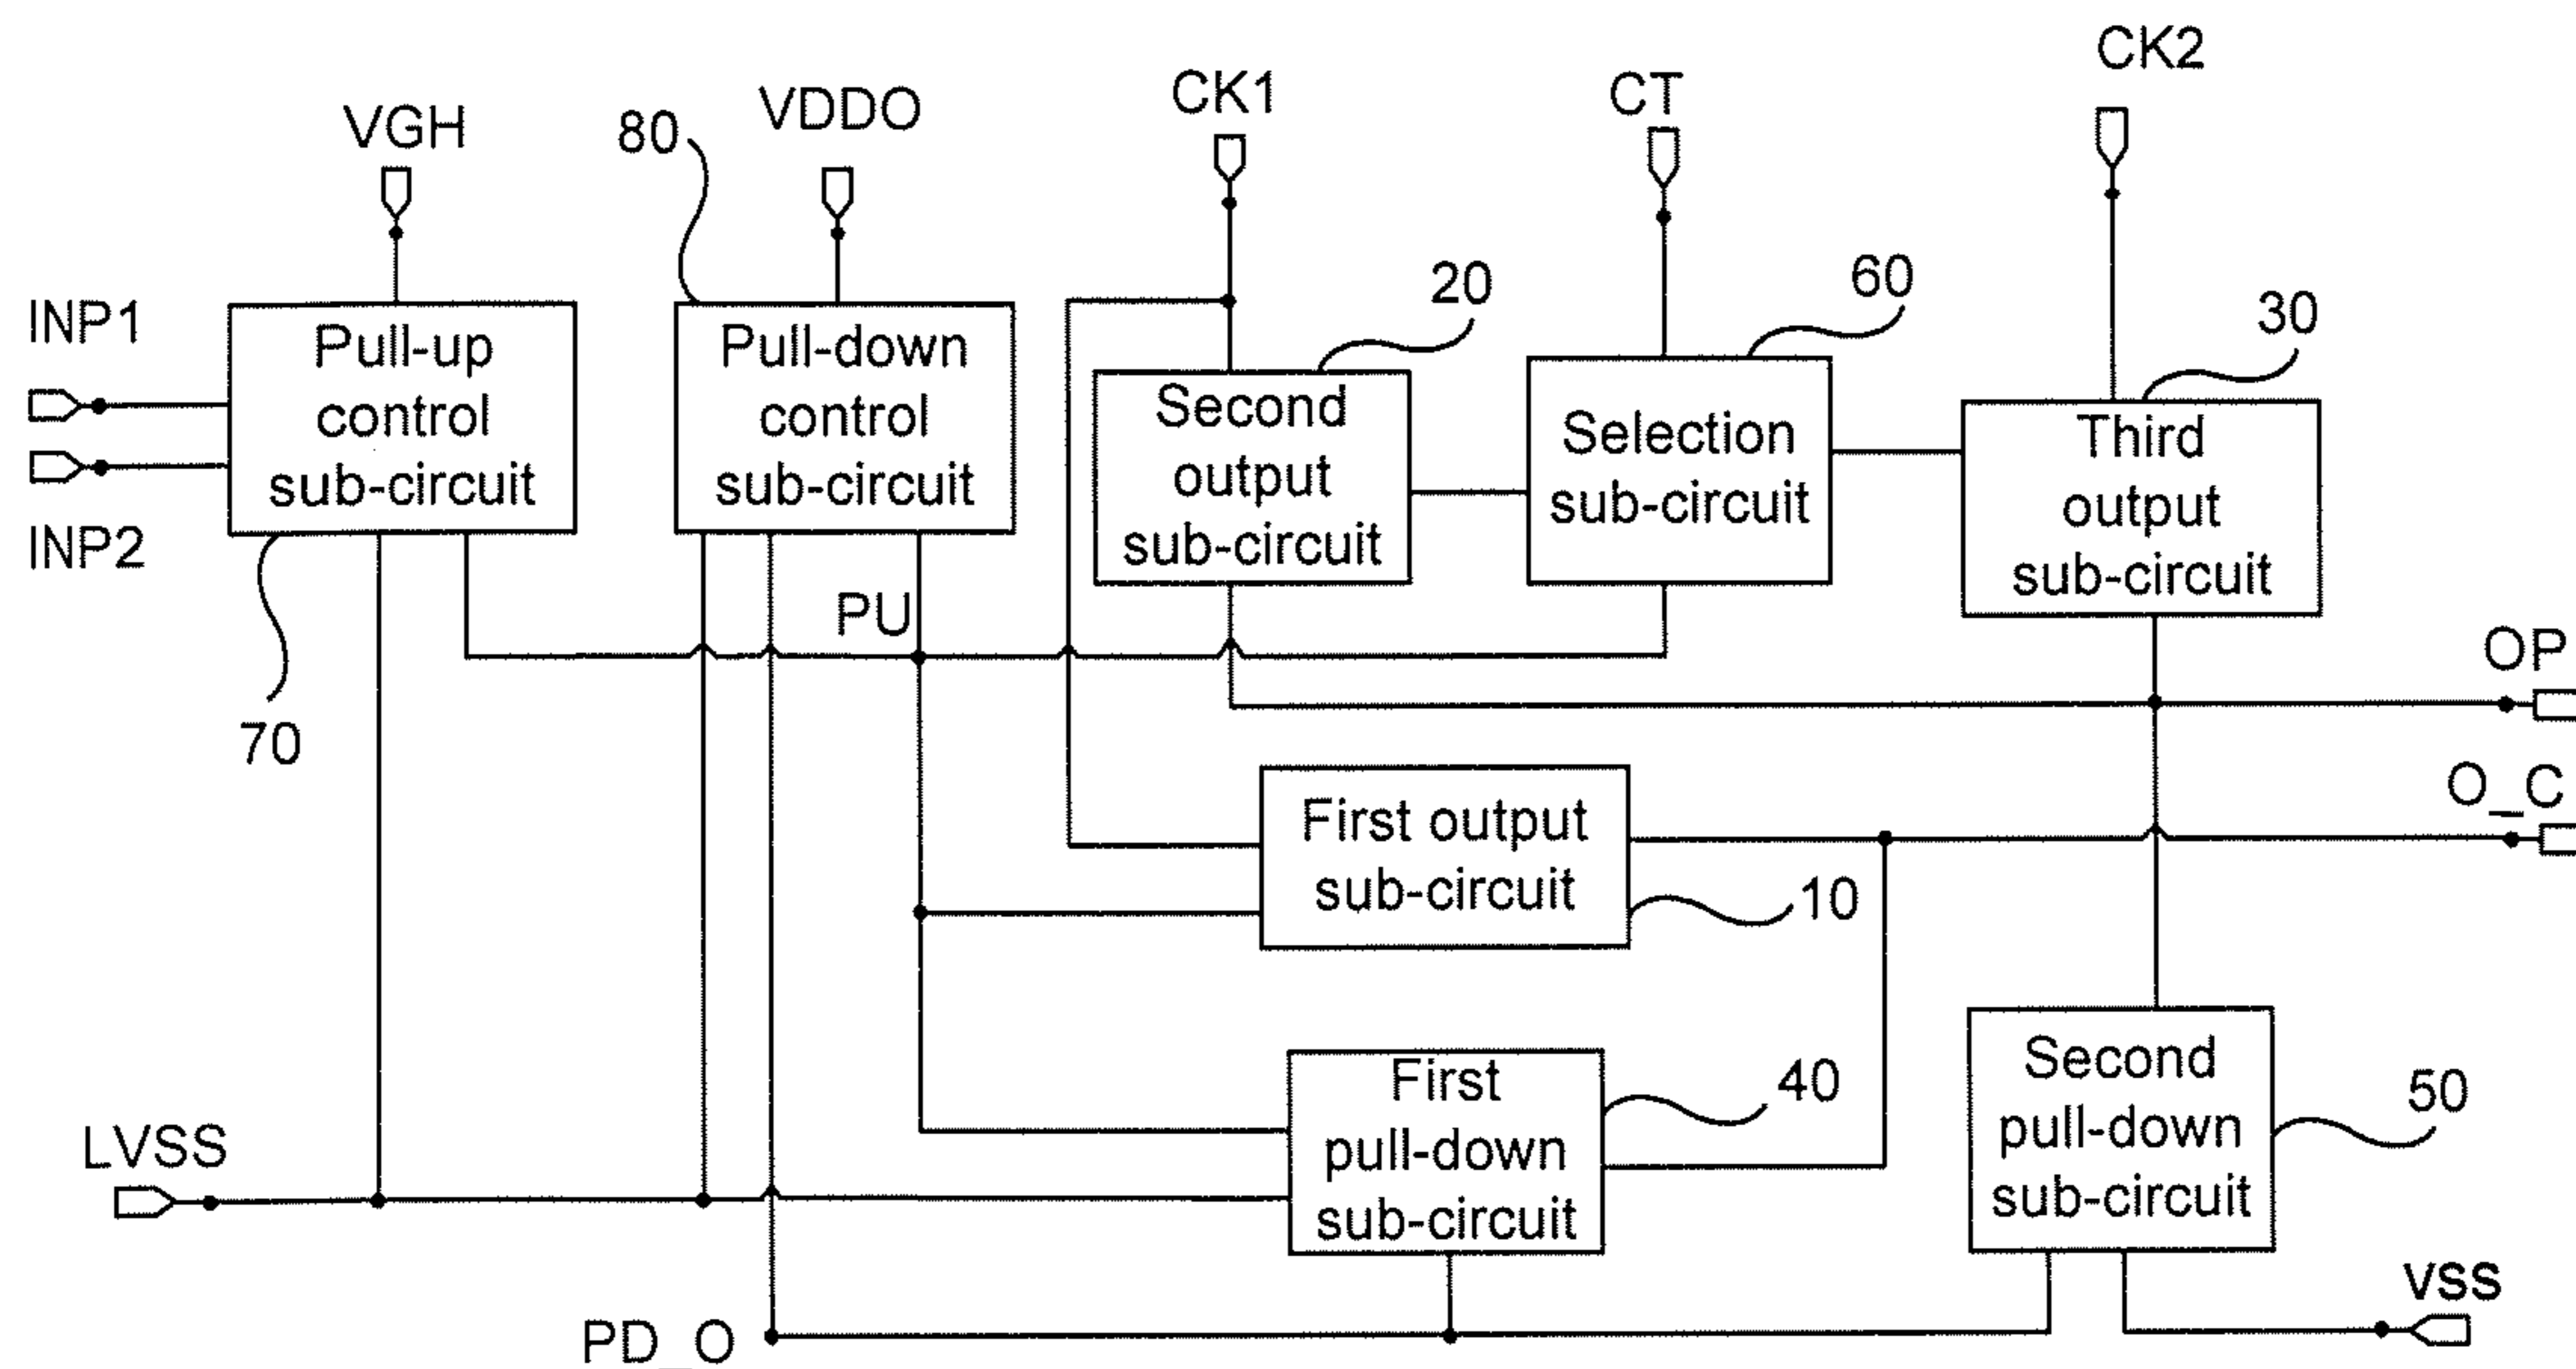 CK2
CK1
CT
VDDO
VGH
80
20
60
30
INP1
Pull-up
control
sub-circuit
Pull-down
control
sub-circuit
Second
output
sub-circuit
Selection
sub-circuit
Third
output
sub-circuit
INP2
PU
OP
70
O_C
First output
sub-circuit
10
First
pull-down
sub-circuit
40
Second
pull-down
sub-circuit
50
LVSS
VSS
PD_O